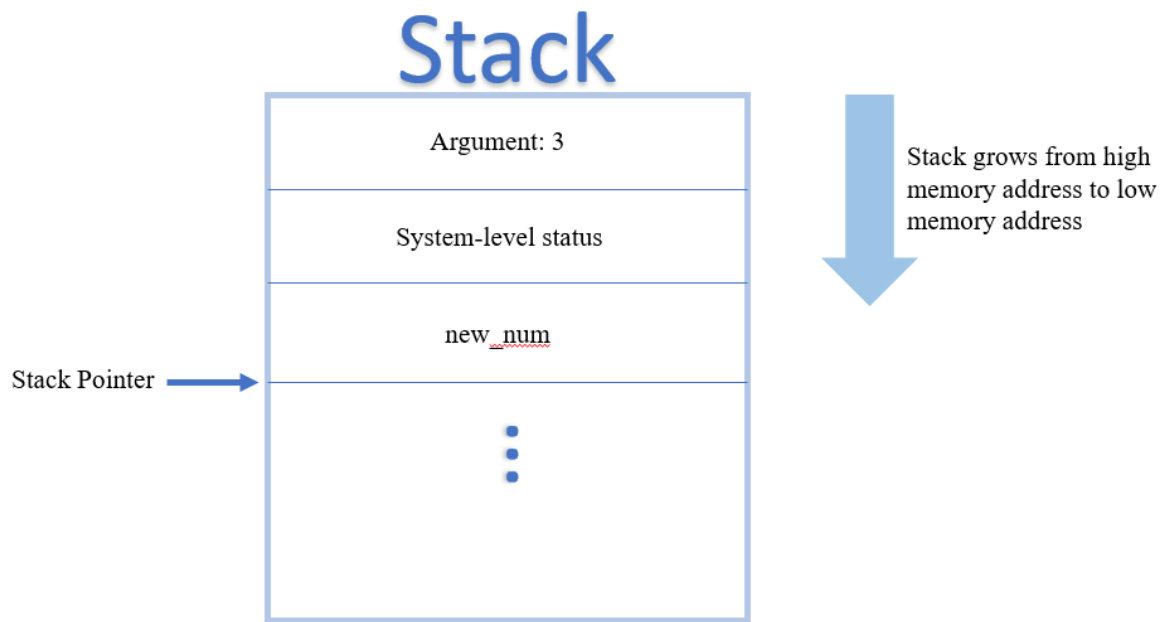 Stack
Argument: 3
System-level status
new_num
Stack Pointer
Stack grows from high
memory address to low
memory address